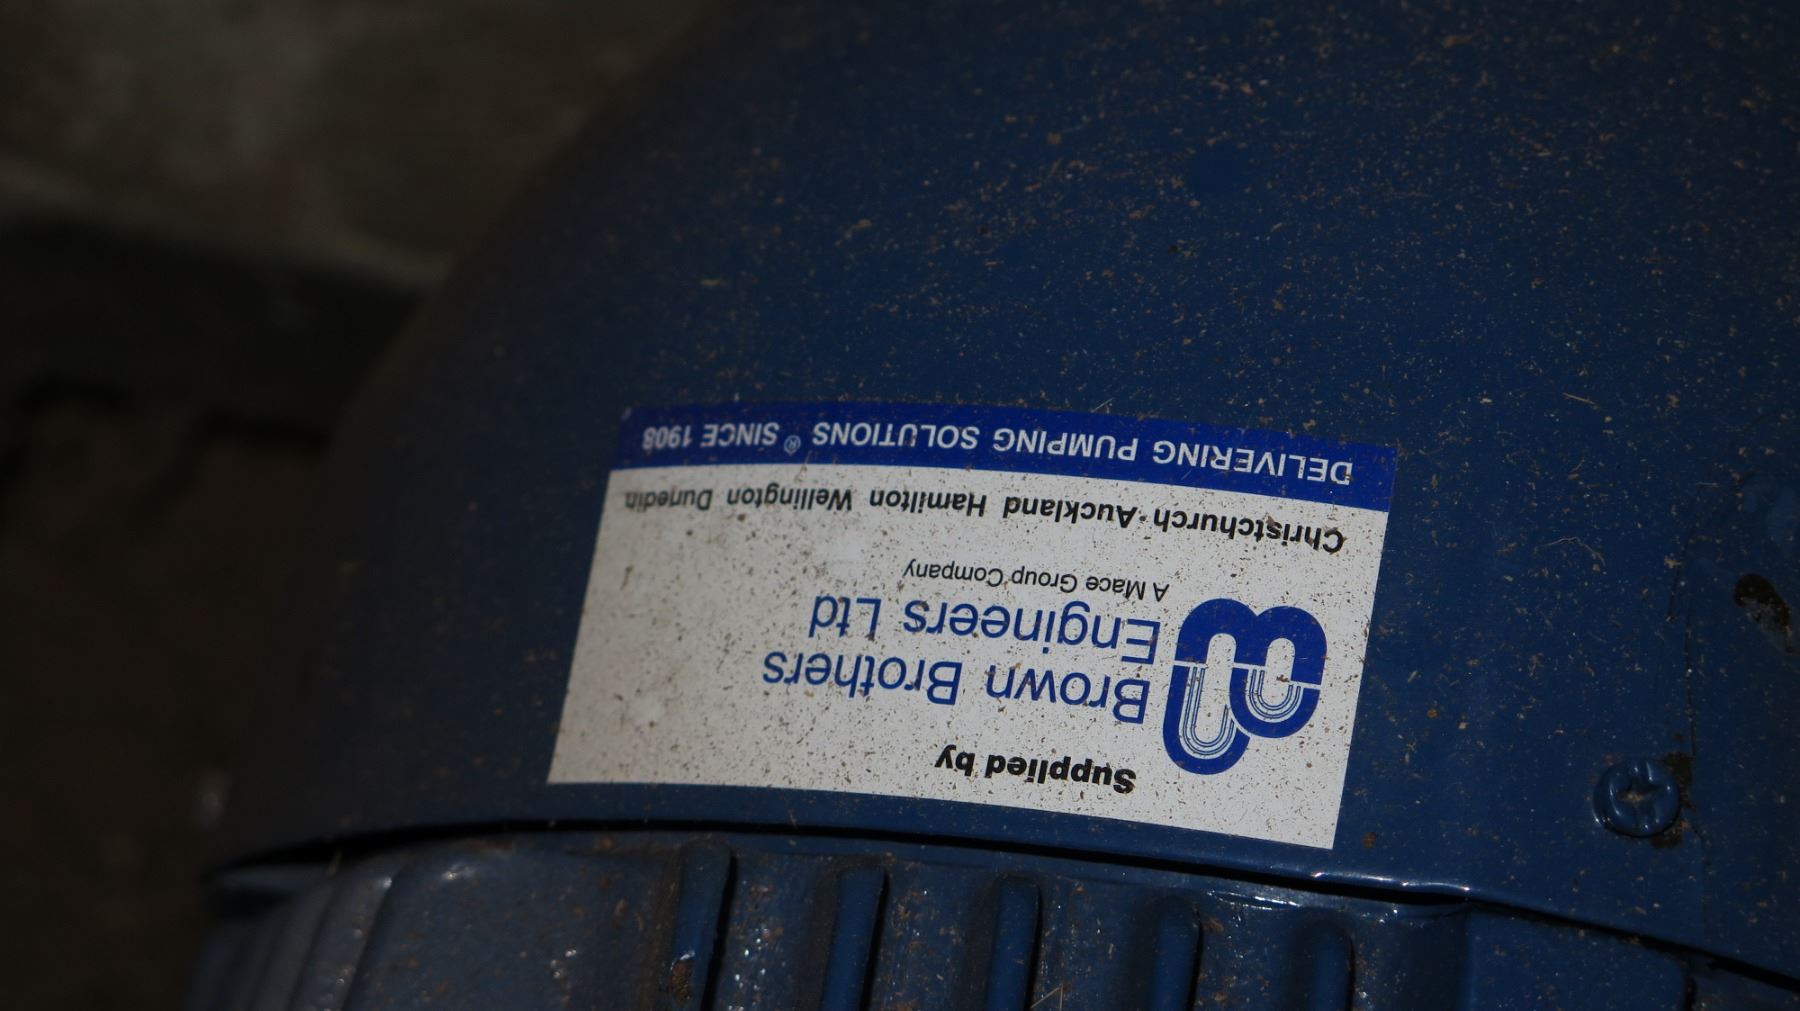 Supplied by
Brown Brothers
Engineers Ltd
A Mace Group Company
Christchurch Auckland Hamilton Wellington Dunedin
DELIVERING PUMPING SOLUTIONS ® SINCE 1908